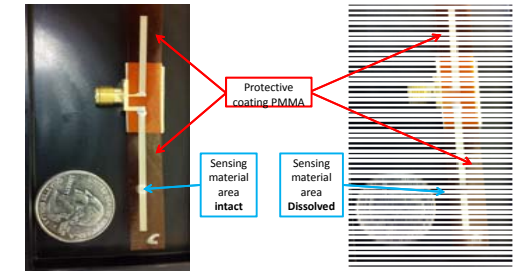 Protective
coating PMMA
Sensing
material
area
intact
Sensing
material
area
Dissolved